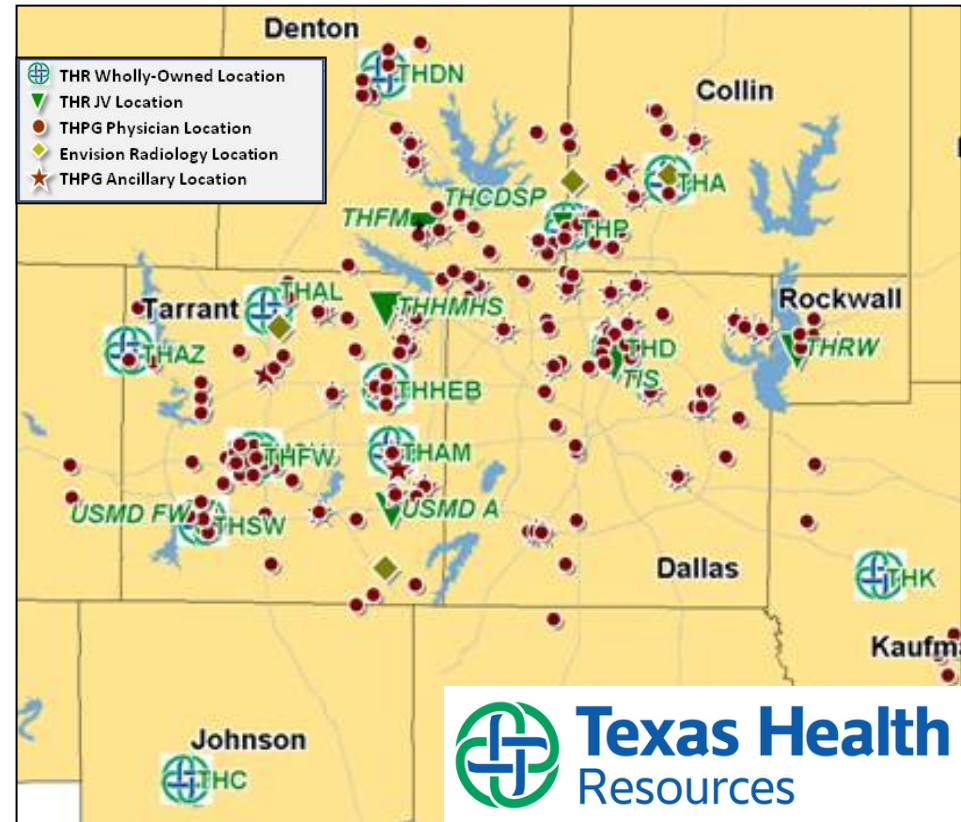 Denton
THR Wholly-Owned Location
THR JV Location
THPG Physician Location
Envision Radiology Location
THPG Ancillary Location
THDN
Collin
THA
THCDSP
THFM
THP
Tarrant
THAL
THHMHS
Rockwall
THAZ
THD
THRW
TIS
THHEB
THFW
THAM
USMD FW
THSW
USMD A
Dallas
THK
Kaufm
Johnson
THC
Texas Health
Resources